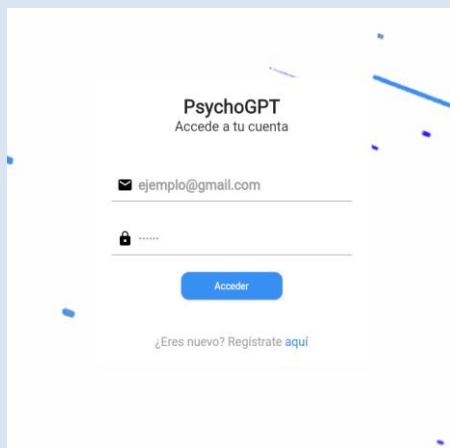 PsychoGPT
Accede a tu cuenta
ejemplo@gmail.com
······
Acceder
¿Eres nuevo? Regístrate aquí